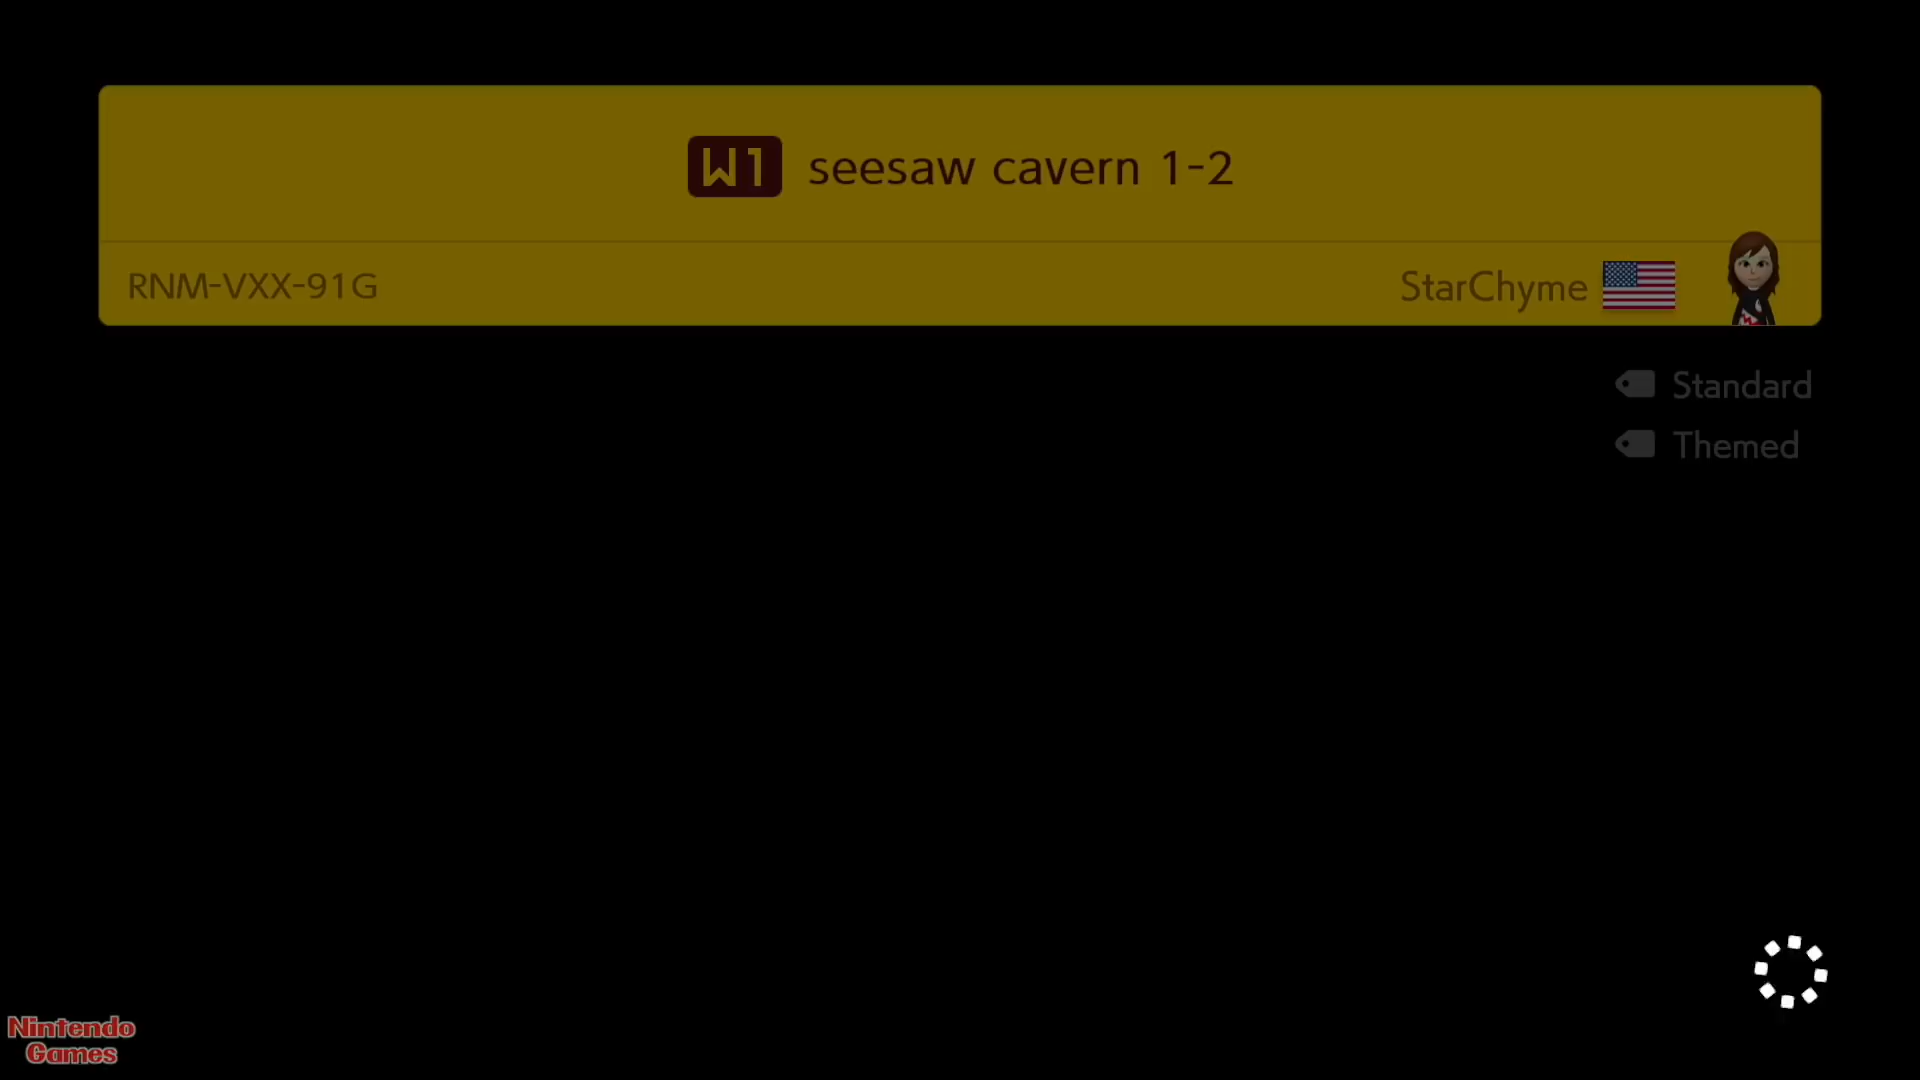 W1 seesaw cavern 1-2
RNM-VXX-91G
StarChyme
Standard
Themed
Nintendo
Games